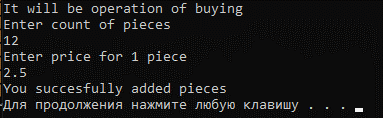 It will be operation of buying
Enter count of pieces
12
Enter price for 1 piece
2.5
You succesfully added pieces
Для продолжения нажмите любую клавишу . . .